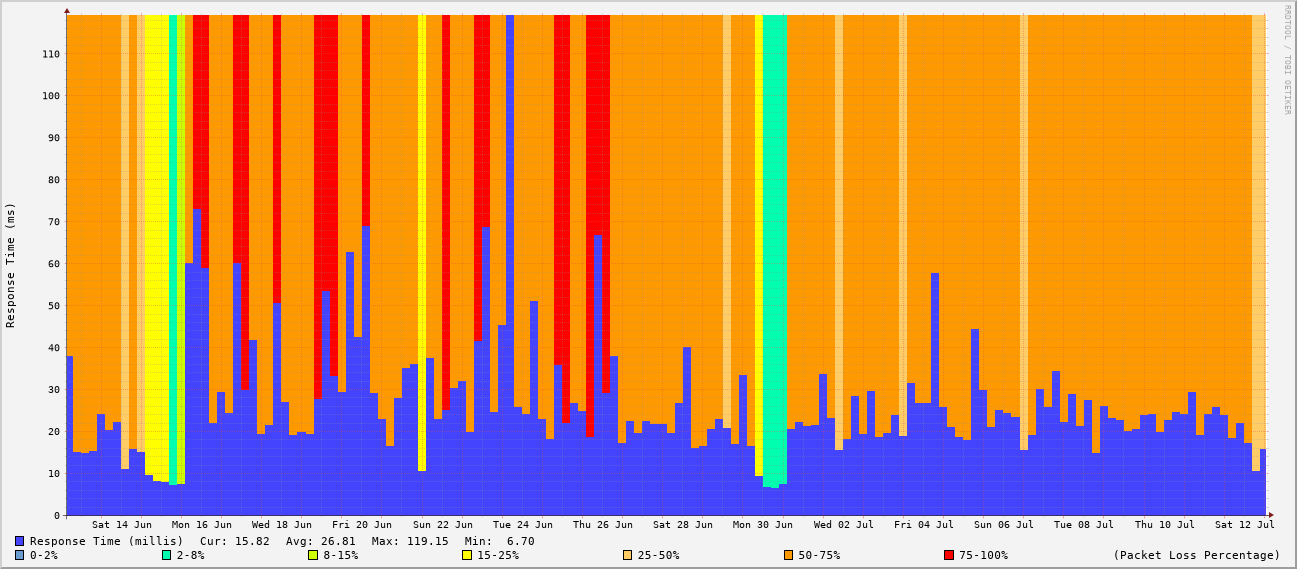 RRDTOOL / TOBI OETIKER
Response Time (ms)
110
100
90
80
70
60
50
40
30
20
10
0
Sat 14 Jun Mon 16 Jun Wed 18 Jun Fri 20 Jun Sun 22 Jun Tue 24 Jun Thu 26 Jun Sat 28 Jun Mon 30 Jun Wed 02 Jul Fri 04 Jul Sun 06 Jul Tue 08 Jul Thu 10 Jul Sat 12 Jul
Response Time (millis) Cur: 15.82 Avg: 26.81 Max: 119.15 Min: 6.70
0-2% 2-8% 8-15% 15-25% 25-50% 50-75% 75-100% (Packet Loss Percentage)